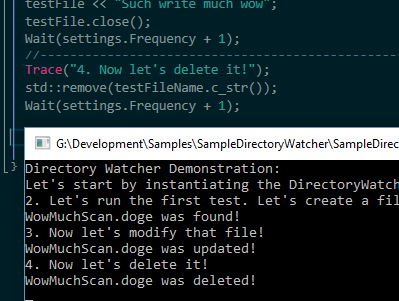 testFile << "Such write much wow";
testFile.close();
Wait(settings.Frequency + 1);
//--------------------------------------------
Trace("4. Now let's delete it!");
std::remove(testFileName.c_str());
Wait(settings.Frequency + 1);
}
G:\Development\Samples\SampleDirectoryWatcher\SampleDirec
Directory Watcher Demonstration:
Let's start by instantiating the DirectoryWatch
2. Let's run the first test. Let's create a fil
WowMuchScan.doge was found!
3. Now let's modify that file!
WowMuchScan.doge was updated!
4. Now let's delete it!
WowMuchScan.doge was deleted!